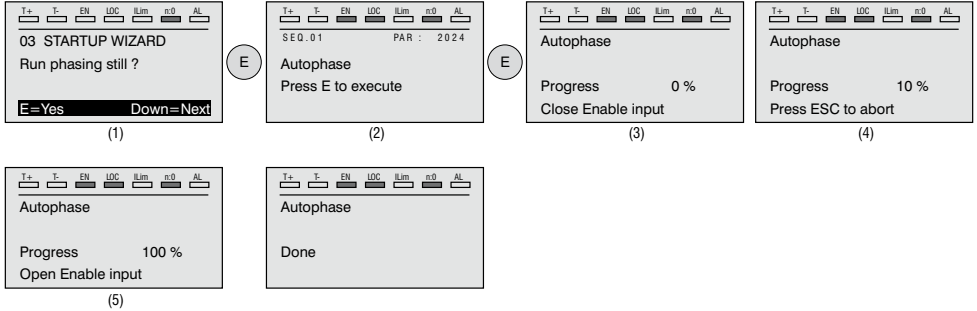 T+ T- EN LOC ILim n:0 AL
03 STARTUP WIZARD
Run phasing still ?
E=Yes Down=Next
(1)
E
T+ T- EN LOC ILim n:0 AL
SEQ.01 PAR : 2024
Autophase
Press E to execute
(2)
E
T+ T- EN LOC ILim n:0 AL
Autophase
Progress 0 %
Close Enable input
(3)
T+ T- EN LOC ILim n:0 AL
Autophase
Progress 10 %
Press ESC to abort
(4)
T+ T- EN LOC ILim n:0 AL
Autophase
Progress 100 %
Open Enable input
(5)
T+ T- EN LOC ILim n:0 AL
Autophase
Done